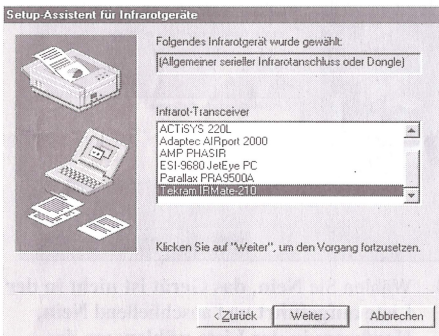 Setup-Assistent für Infrarotgeräte
Folgendes Infrarotgerät wurde gewählt:
(Allgemeiner serieller Infrarotanschluss oder Dongle)
Infrarot-Transceiver
ACTiSYS 220L
Adaptec AIRport 2000
AMP PHASIR
ESI-9680 JetEye PC
Parallax PRA9500A
Tekram IRMate-210
Klicken Sie auf "Weiter", um den Vorgang fortzusetzen.
< Zurück
Weiter >
Abbrechen